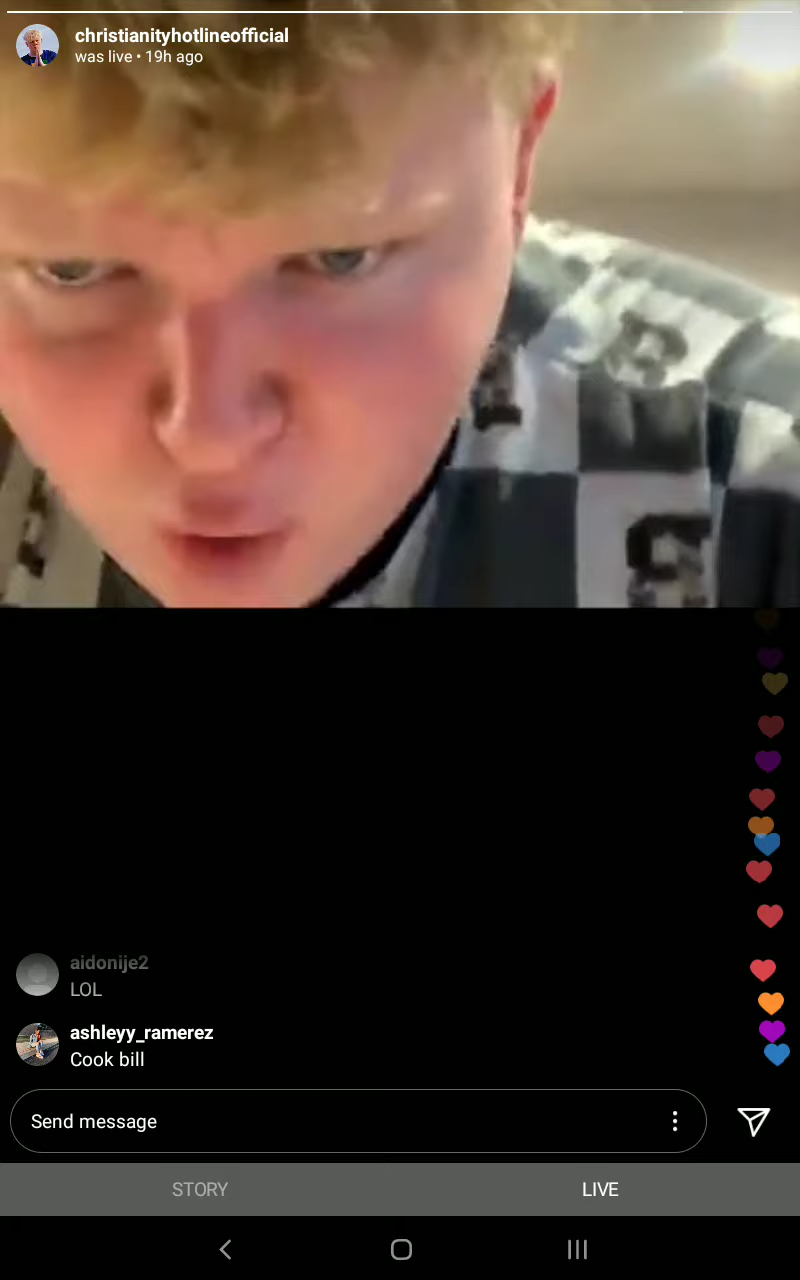 christianityhotlineofficial
was live • 19h ago
aidonije2
LOL
ashleyy_ramerez
Cook bill
Send message
STORY
LIVE